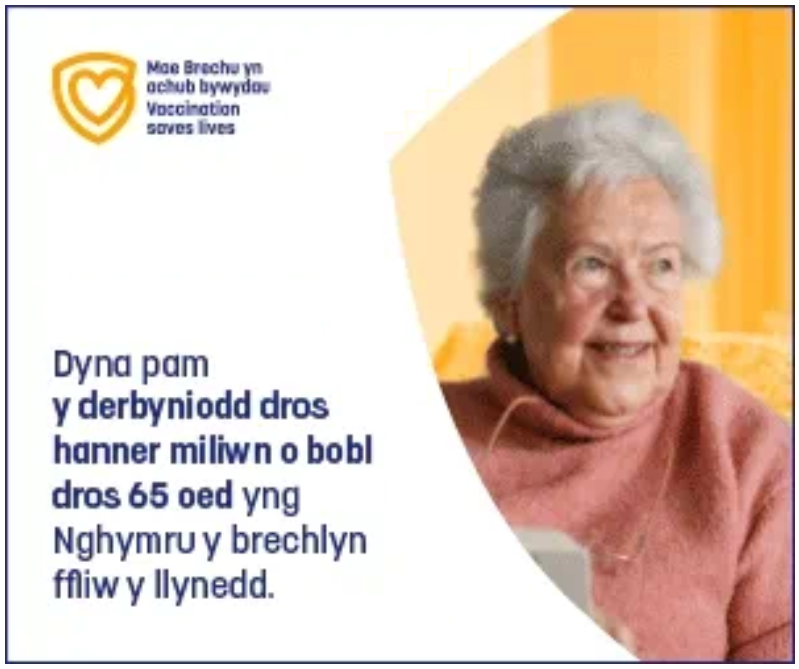 Mae Brechu yn
achub bywydau
Vaccination
saves lives
Dyna pam
y derbyniodd dros
hanner miliwn o bobl
dros 65 oed yng
Nghymru y brechlyn
ffliw y llynedd.